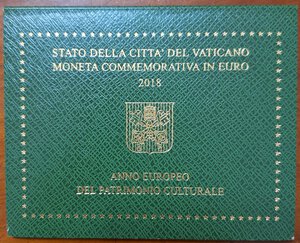 STATO DELLA CITTA' DEL VATICANO
MONETA COMMEMORATIVA IN EURO
2018
ANNO EUROPEO
DEL PATRIMONIO CULTURALE